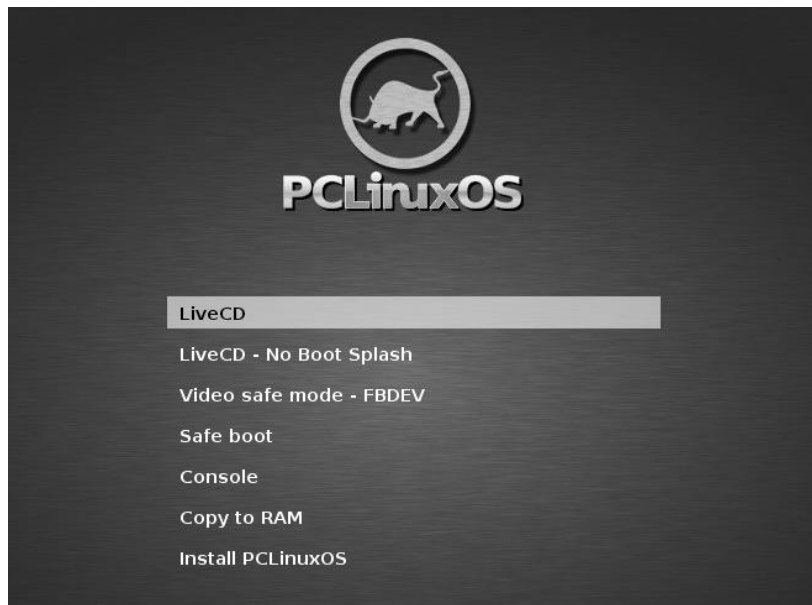 PCLinuxOS
LiveCD
LiveCD - No Boot Splash
Video safe mode - FBDEV
Safe boot
Console
Copy to RAM
Install PCLinuxOS